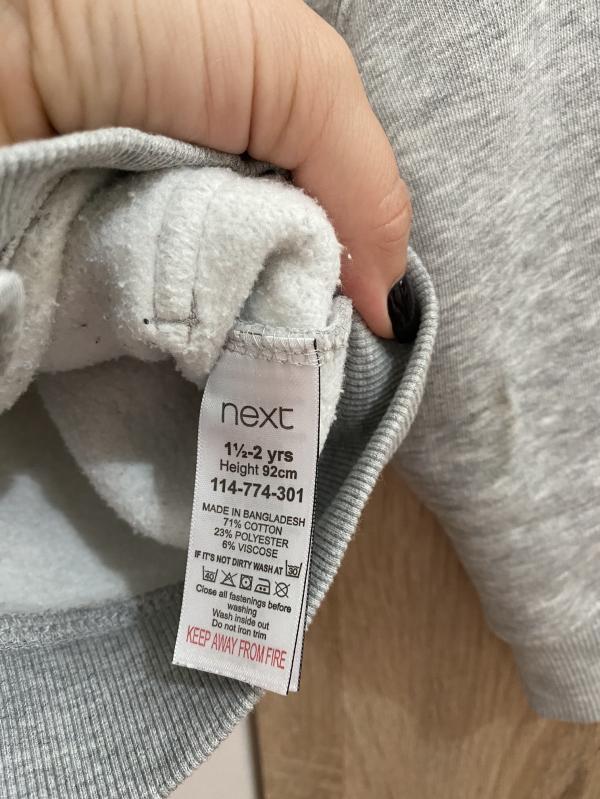 next
1½-2 yrs
Height 92cm
114-774-301
MADE IN BANGLADESH
71% COTTON
23% POLYESTER
6% VISCOSE
IF IT'S NOT DIRTY WASH AT 30
40
Close all fastenings before
washing
Wash inside out
Do not iron trim
KEEP AWAY FROM FIRE